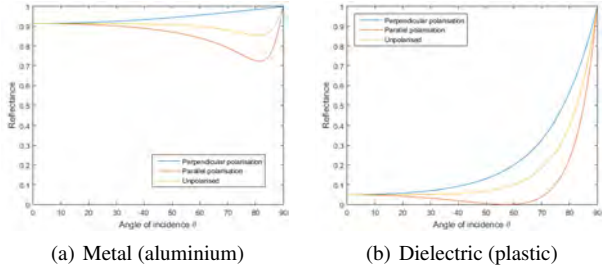 1
0.9
0.8
0.7
0.6
0.5
0.4
0.3
0.2
0.1
0
Reflectance
Perpendicular polarisation
Parallel polarisation
Unpolarised
0 10 20 30 40 50 60 70 80 90
Angle of incidence θ
(a) Metal (aluminium)
1
0.9
0.8
0.7
0.6
0.5
0.4
0.3
0.2
0.1
0
Reflectance
Perpendicular polarisation
Parallel polarisation
Unpolarised
0 10 20 30 40 50 60 70 80 90
Angle of incidence θ
(b) Dielectric (plastic)